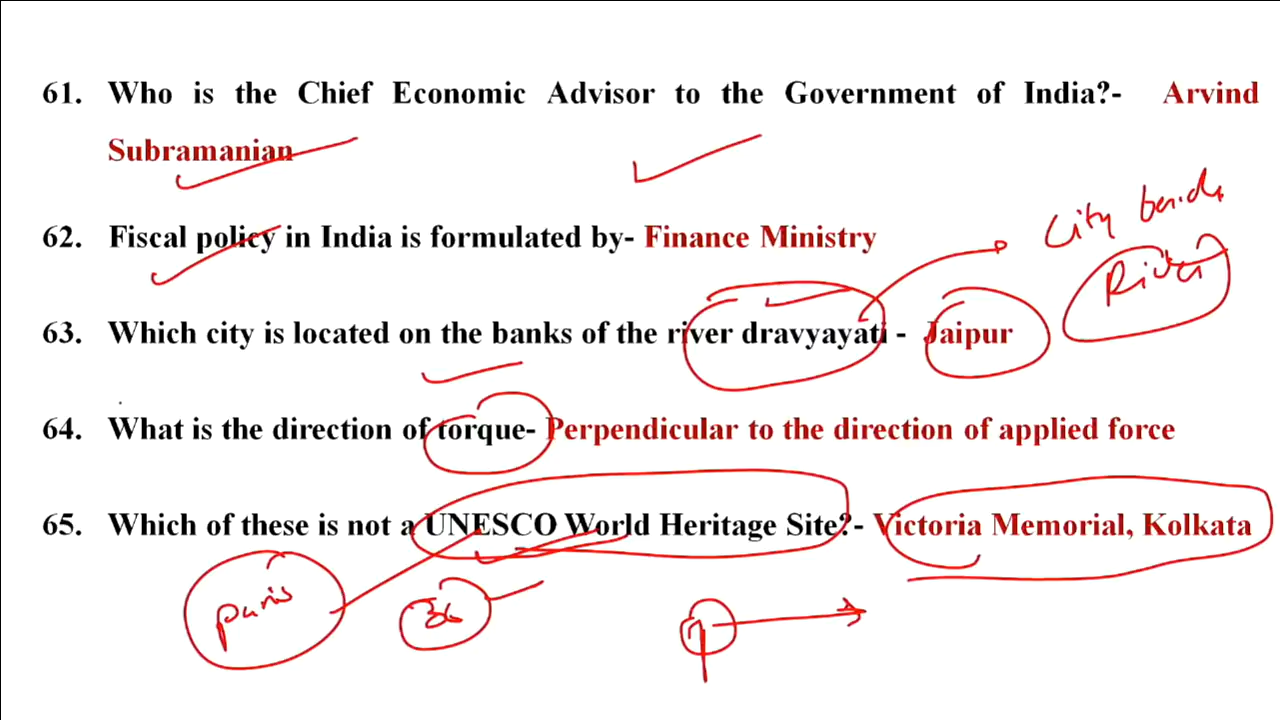 61. Who is the Chief Economic Advisor to the Government of India?- Arvind
Subramanian
62. Fiscal policy in India is formulated by- Finance Ministry
City
River
63. Which city is located on the banks of the river dravyayati - Jaipur
64. What is the direction of torque- Perpendicular to the direction of applied force
65. Which of these is not a UNESCO World Heritage Site?- Victoria Memorial, Kolkata
paris
36